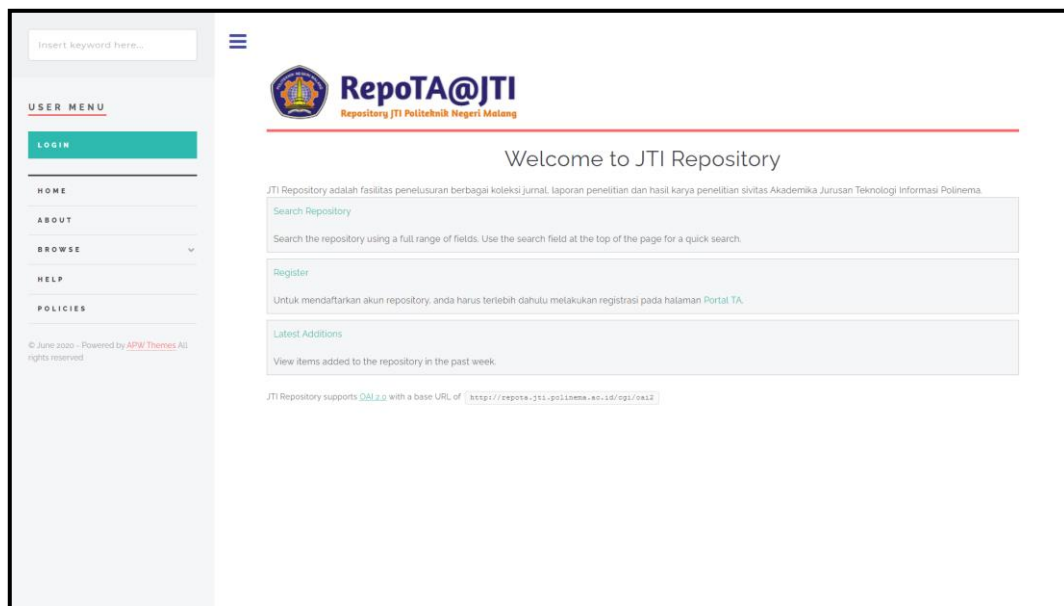 Insert keyword here...
USER MENU
LOGIN
HOME
ABOUT
BROWSE
HELP
POLICIES
© June 2020 - Powered by APW Themes All
rights reserved
RepoTA@JTI
Repository JTI Politeknik Negeri Malang
Welcome to JTI Repository
JTI Repository adalah fasilitas penelusuran berbagai koleksi jurnal, laporan penelitian dan hasil karya penelitian sivitas Akademika Jurusan Teknologi Informasi Polinema.
Search Repository
Search the repository using a full range of fields. Use the search field at the top of the page for a quick search.
Register
Untuk mendaftarkan akun repository, anda harus terlebih dahulu melakukan registrasi pada halaman Portal TA.
Latest Additions
View items added to the repository in the past week.
JTI Repository supports OAI 2.0 with a base URL of http://repota.jti.polinema.ac.id/cgi/oai2